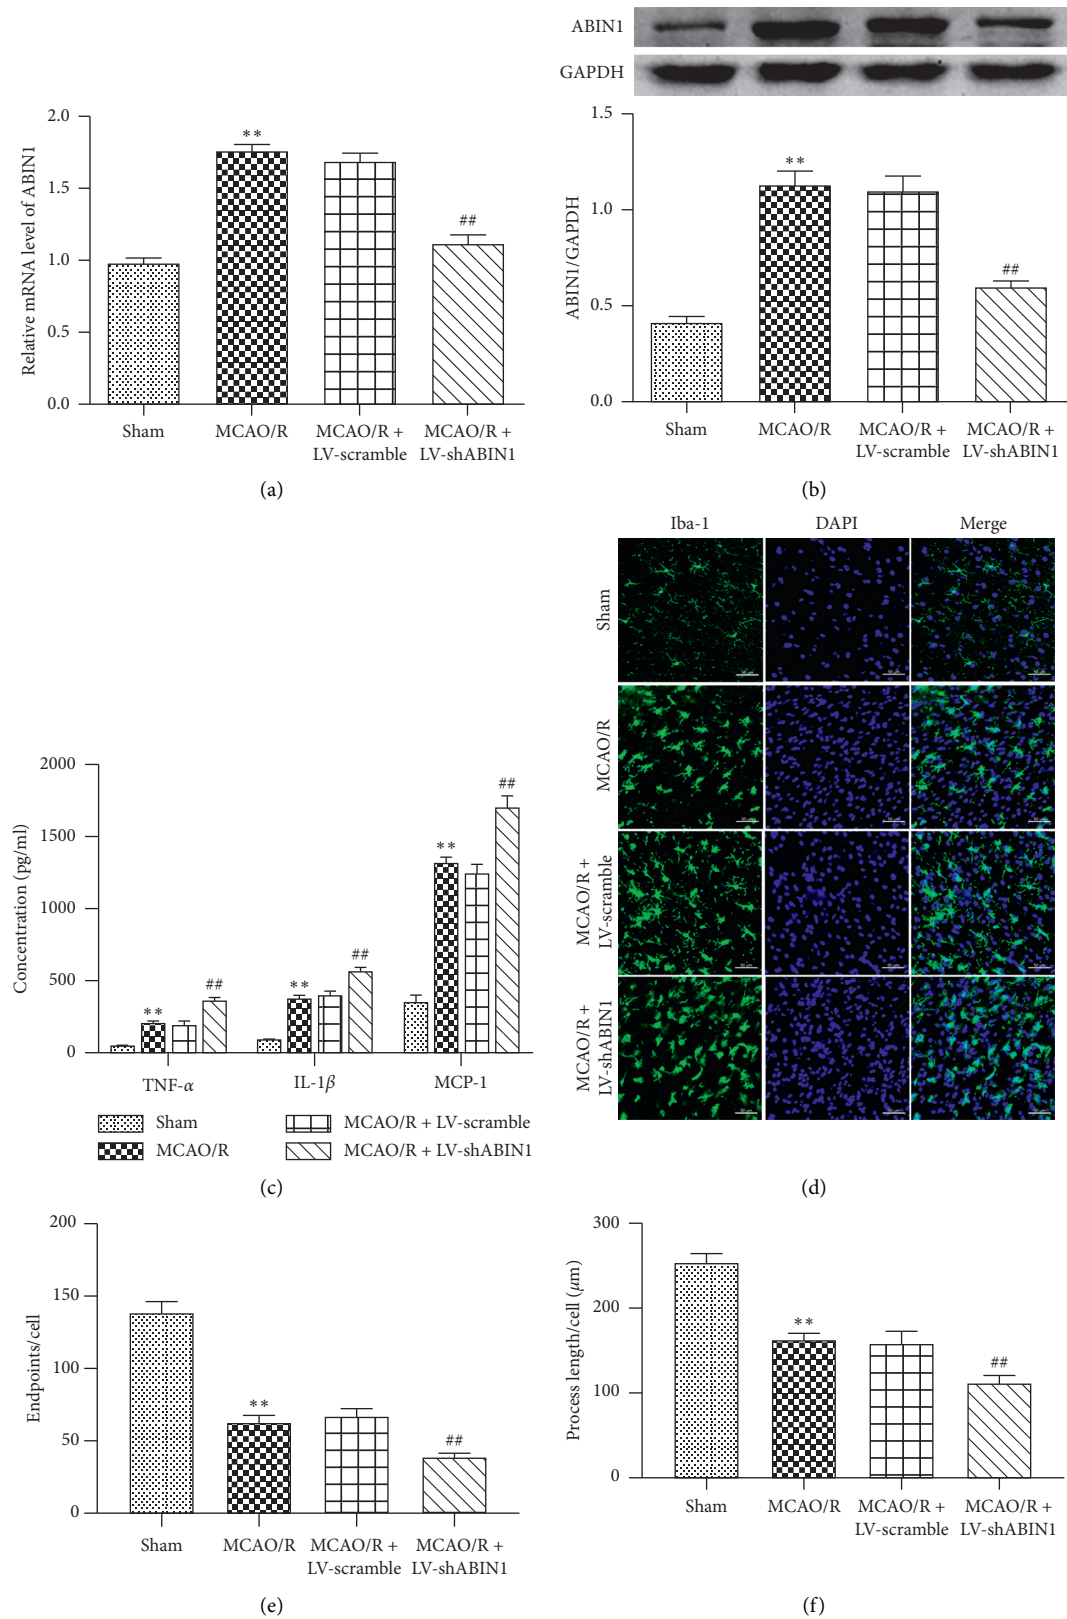 2.0
1.5
1.0
0.5
0.0
Relative mRNA level of ABIN1
**
##
Sham
MCAO/R
MCAO/R +
LV-scramble
MCAO/R +
LV-shABIN1
(a)
ABIN1
GAPDH
1.5
1.0
0.5
0.0
ABIN1/GAPDH
**
##
Sham
MCAO/R
MCAO/R +
LV-scramble
MCAO/R +
LV-shABIN1
(b)
2000
1500
1000
500
0
Concentration (pg/ml)
**
##
**
##
**
##
TNF-α
IL-1β
MCP-1
Sham
MCAO/R
MCAO/R + LV-scramble
MCAO/R + LV-shABIN1
(c)
Iba-1
DAPI
Merge
Sham
MCAO/R
MCAO/R +
LV-scramble
MCAO/R +
LV-shABIN1
(d)
200
150
100
50
0
Endpoints/cell
**
##
Sham
MCAO/R
MCAO/R +
LV-scramble
MCAO/R +
LV-shABIN1
(e)
300
200
100
0
Process length/cell (μm)
**
##
Sham
MCAO/R
MCAO/R +
LV-scramble
MCAO/R +
LV-shABIN1
(f)